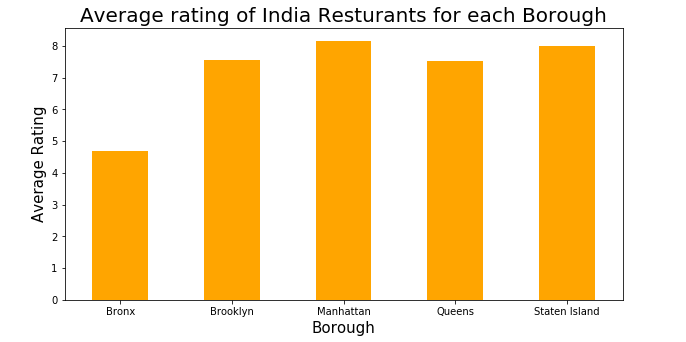 Average rating of India Resturants for each Borough
Average Rating
8
7
6
5
4
3
2
1
0
Bronx Brooklyn Manhattan Queens Staten Island
Borough